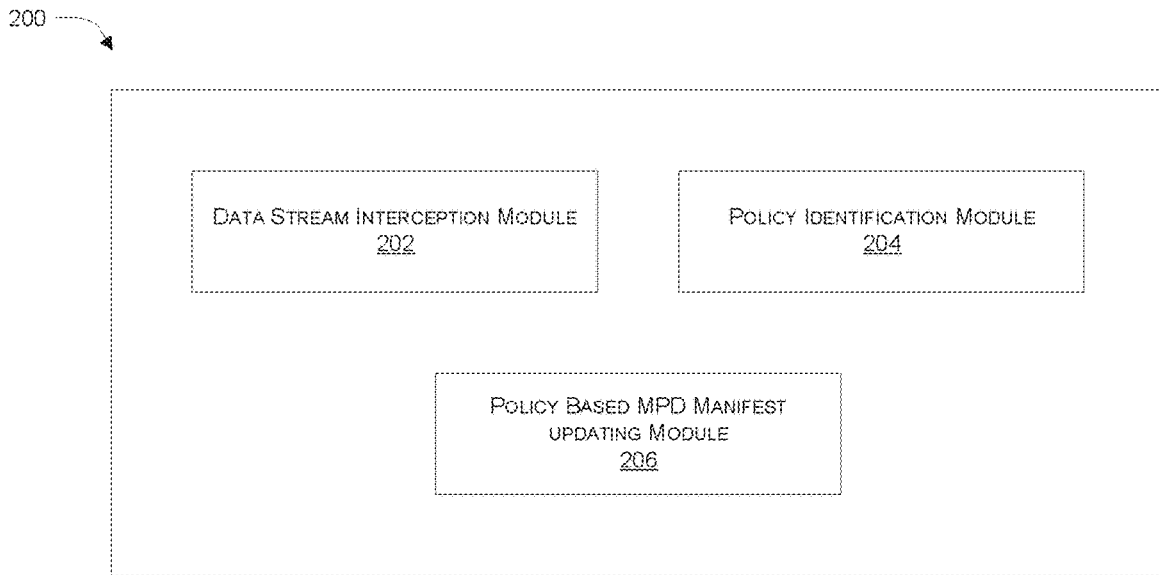 200
DATA STREAM INTERCEPTION MODULE
202
POLICY IDENTIFICATION MODULE
204
POLICY BASED MPD MANIFEST
UPDATING MODULE
206